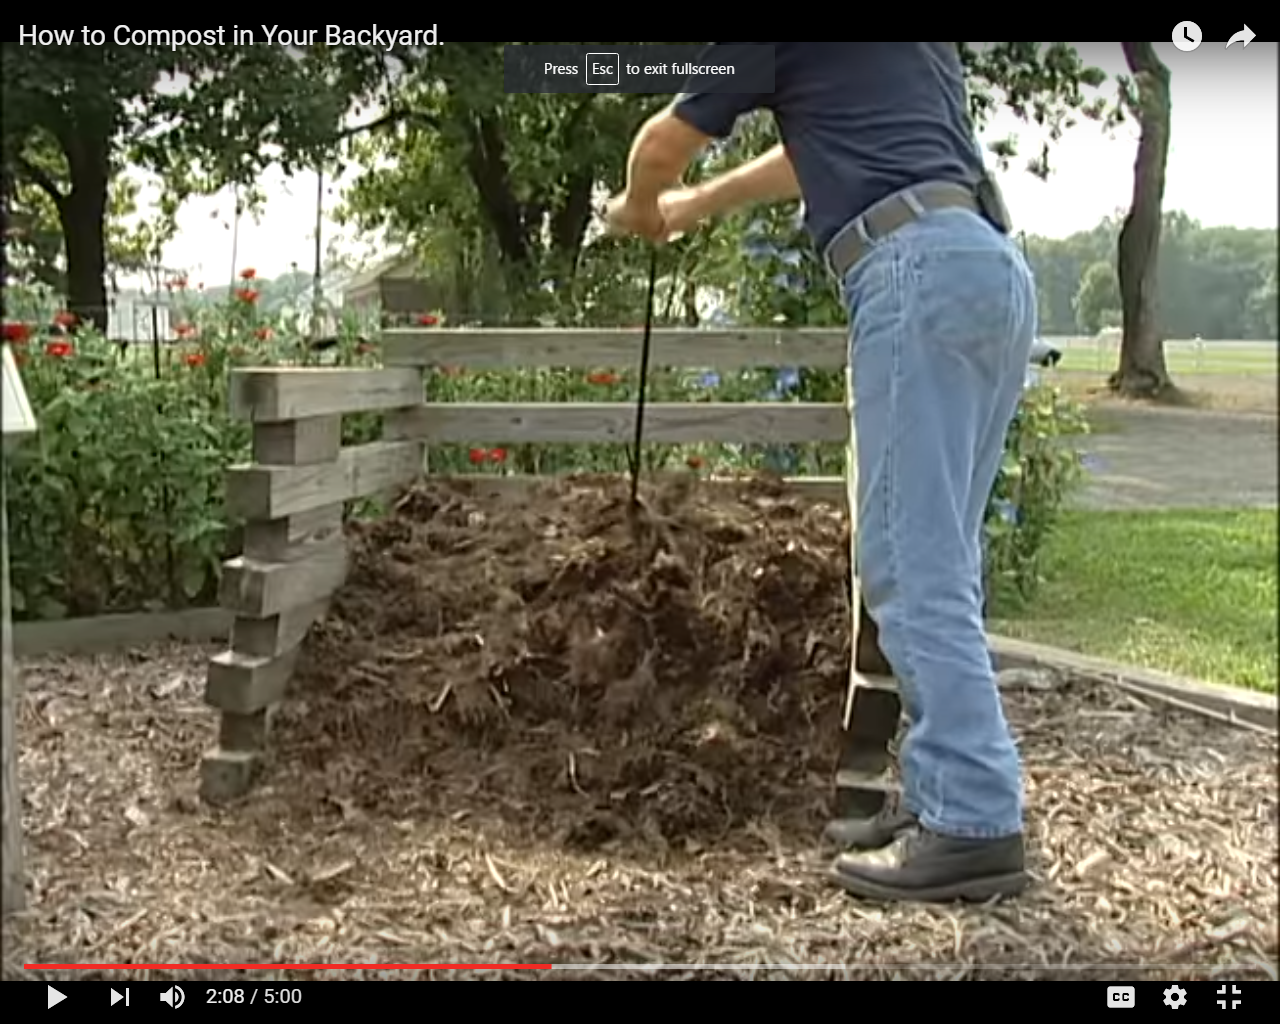 How to Compost in Your Backyard.
Press Esc to exit fullscreen
2:08 / 5:00
CC